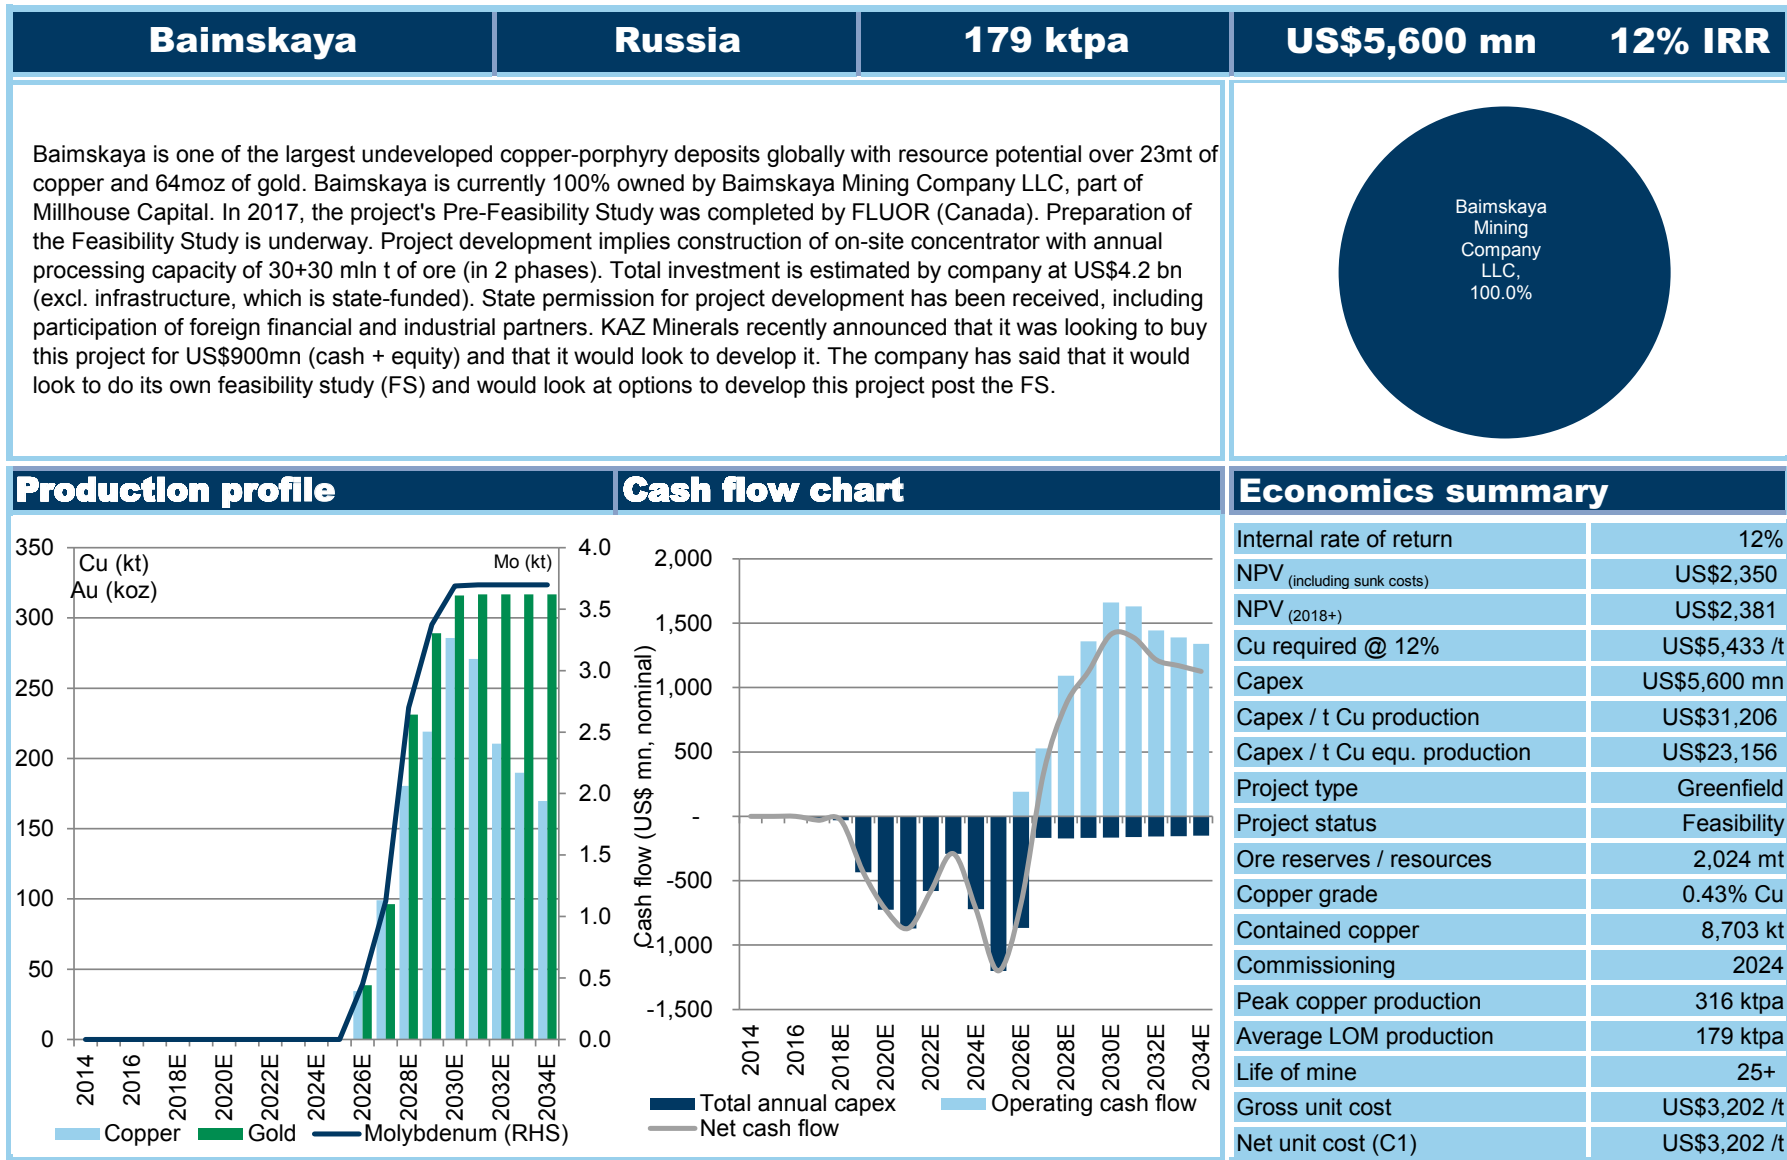 Baimskaya
Russia
179 ktpa
US$5,600 mn
12% IRR
Baimskaya is one of the largest undeveloped copper-porphyry deposits globally with resource potential over 23mt of
copper and 64moz of gold. Baimskaya is currently 100% owned by Baimskaya Mining Company LLC, part of
Millhouse Capital. In 2017, the project's Pre-Feasibility Study was completed by FLUOR (Canada). Preparation of
the Feasibility Study is underway. Project development implies construction of on-site concentrator with annual
processing capacity of 30+30 mln t of ore (in 2 phases). Total investment is estimated by company at US$4.2 bn
(excl. infrastructure, which is state-funded). State permission for project development has been received, including
participation of foreign financial and industrial partners. KAZ Minerals recently announced that it was looking to buy
this project for US$900mn (cash + equity) and that it would look to develop it. The company has said that it would
look to do its own feasibility study (FS) and would look at options to develop this project post the FS.
Baimskaya
Mining
Company
LLC,
100.0%
Production profile
350
300
250
200
150
100
50
0
Cu (kt)
Au (koz)
Mo (kt)
4.0
3.5
3.0
2.5
2.0
1.5
1.0
0.5
0.0
2014
2016
2018E
2020E
2022E
2024E
2026E
2028E
2030E
2032E
2034E
Copper
Gold
Molybdenum (RHS)
Cash flow chart
Cash flow (US$ mn, nominal)
2,000
1,500
1,000
500
-
-500
-1,000
-1,500
2014
2016
2018E
2020E
2022E
2024E
2026E
2028E
2030E
2032E
2034E
Total annual capex
Operating cash flow
Net cash flow
Economics summary
Internal rate of return 12%
NPV (including sunk costs) US$2,350
NPV (2018+) US$2,381
Cu required @ 12% US$5,433 /t
Capex US$5,600 mn
Capex / t Cu production US$31,206
Capex / t Cu equ. production US$23,156
Project type Greenfield
Project status Feasibility
Ore reserves / resources 2,024 mt
Copper grade 0.43% Cu
Contained copper 8,703 kt
Commissioning 2024
Peak copper production 316 ktpa
Average LOM production 179 ktpa
Life of mine 25+
Gross unit cost US$3,202 /t
Net unit cost (C1) US$3,202 /t